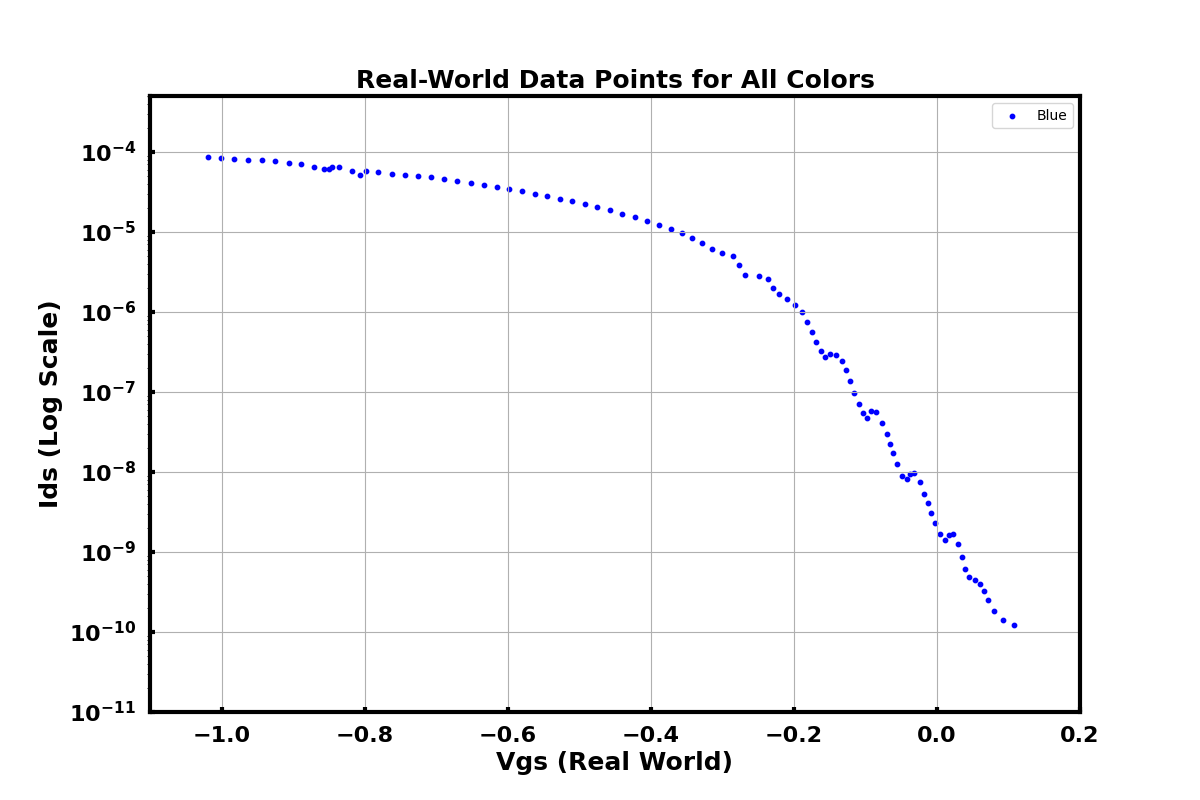 Real-World Data Points for All Colors
Blue
10⁻⁴
10⁻⁵
10⁻⁶
10⁻⁷
10⁻⁸
10⁻⁹
10⁻¹⁰
10⁻¹¹
Ids (Log Scale)
−1.0 −0.8 −0.6 −0.4 −0.2 0.0 0.2
Vgs (Real World)